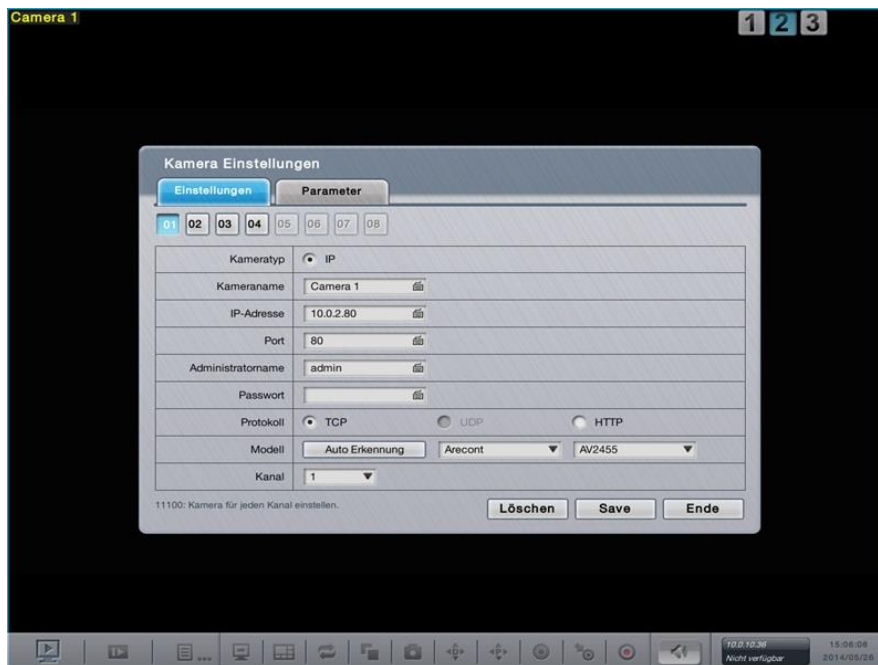 Camera 1
1 2 3
Kamera Einstellungen
Einstellungen Parameter
01 02 03 04 05 06 07 08
Kameratyp IP
Kameraname Camera 1
IP-Adresse 10.0.2.80
Port 80
Administratorname admin
Passwort
Protokoll TCP UDP HTTP
Modell Auto Erkennung Arecont AV2455
Kanal 1
11100: Kamera für jeden Kanal einstellen.
Löschen Save Ende
10.0.10.36 15:06:08
Nicht verfügbar 2014/05/26